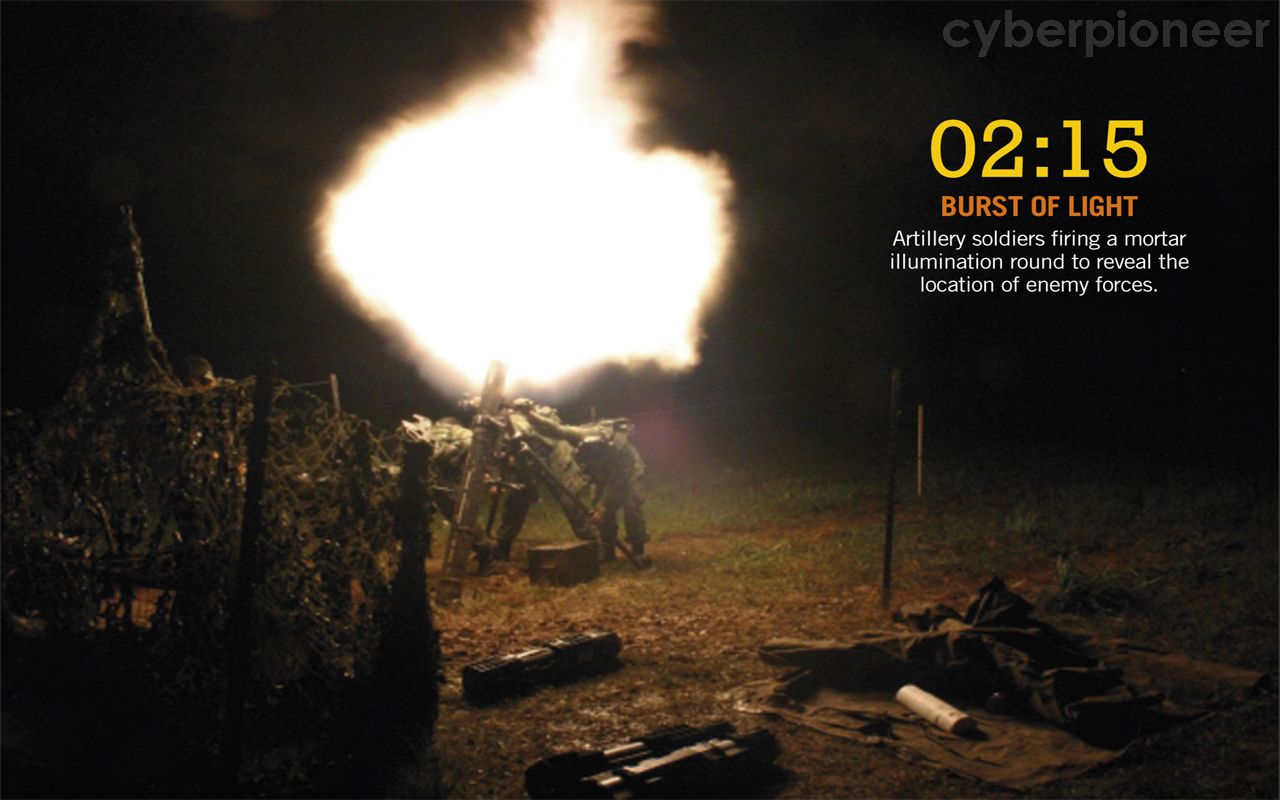 cyberpioneer
02:15
BURST OF LIGHT
Artillery soldiers firing a mortar
illumination round to reveal the
location of enemy forces.